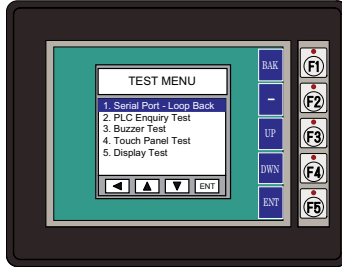 TEST MENU
1. Serial Port - Loop Back
2. PLC Enquiry Test
3. Buzzer Test
4. Touch Panel Test
5. Display Test
ENT
BAK
-
UP
DWN
ENT
F1
F2
F3
F4
F5